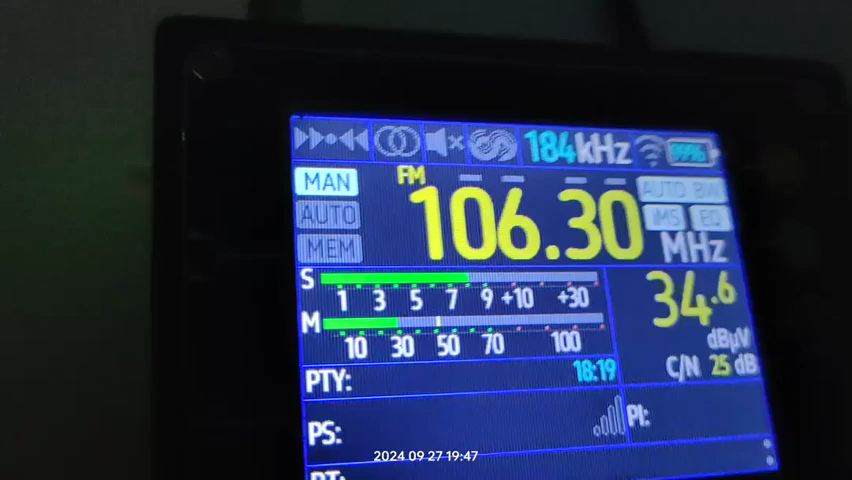 184kHz 99%
FM
MAN 106.30 AUTO BW
AUTO iMS EQ
MEM MHz
S
1 3 5 7 9 +10 +30 34.6
M
10 30 50 70 100 dBµV
C/N 25 dB
PTY: 18:19
PS: PI:
RT:
2024 09 27 19:47